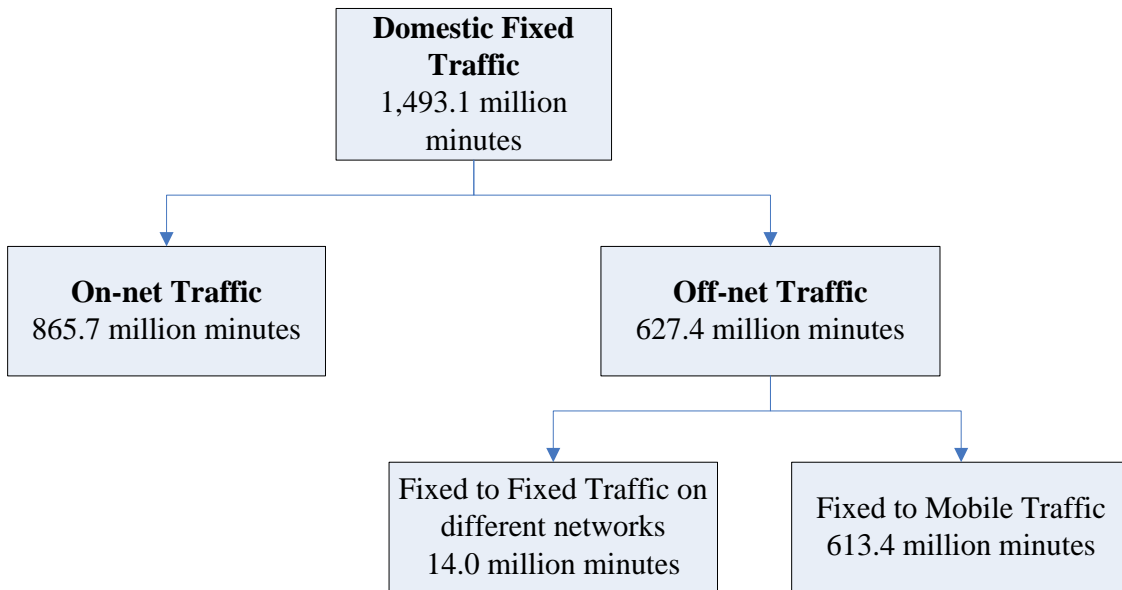 Domestic Fixed
Traffic
1,493.1 million
minutes
On-net Traffic
865.7 million minutes
Off-net Traffic
627.4 million minutes
Fixed to Fixed Traffic on
different networks
14.0 million minutes
Fixed to Mobile Traffic
613.4 million minutes